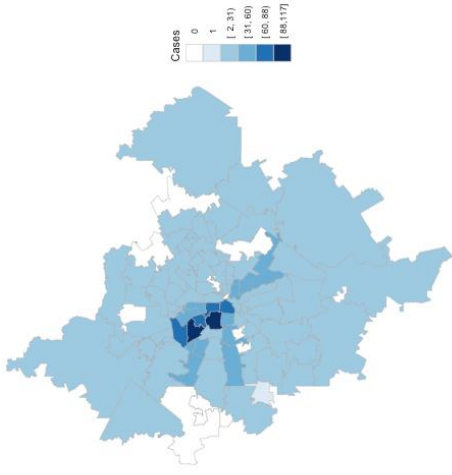 Cases
0
1
[ 2, 31)
[ 31, 60)
[ 60, 88)
[ 88,117]